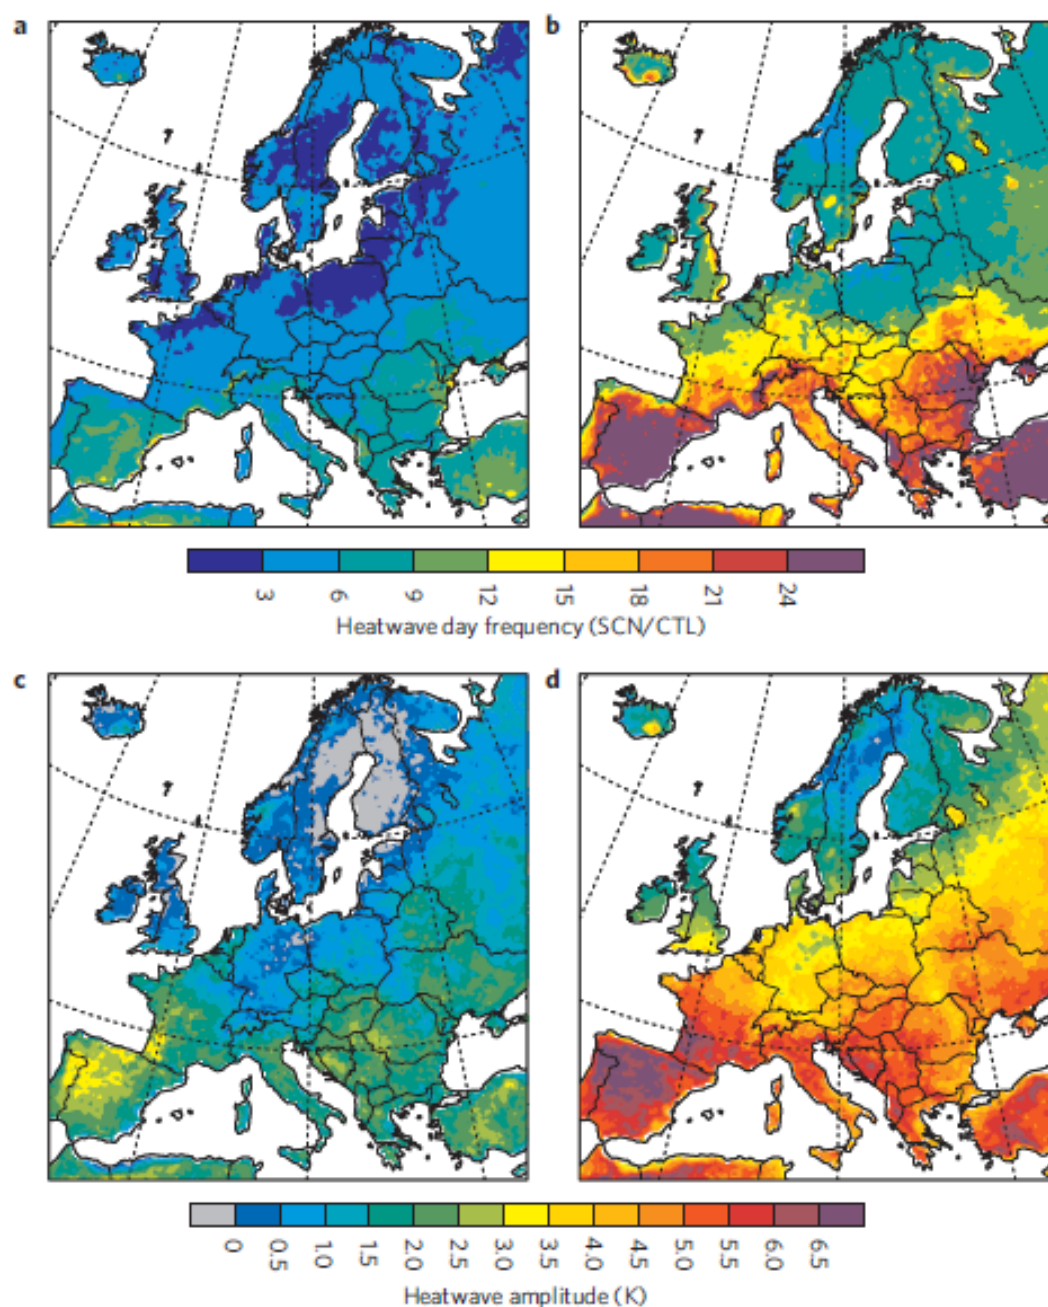 a
b
3 6 9 12 15 18 21 24
Heatwave day frequency (SCN/CTL)
c
d
0 0.5 1.0 1.5 2.0 2.5 3.0 3.5 4.0 4.5 5.0 5.5 6.0 6.5
Heatwave amplitude (K)